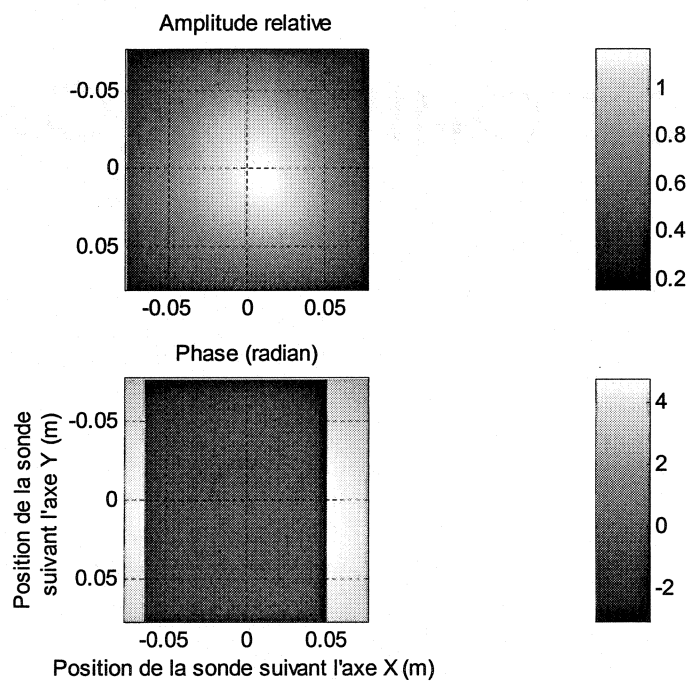 Amplitude relative
-0.05
0
0.05
-0.05 0 0.05
1
0.8
0.6
0.4
0.2
Phase (radian)
Position de la sonde
suivant l'axe Y (m)
-0.05
0
0.05
-0.05 0 0.05
Position de la sonde suivant l'axe X (m)
4
2
0
-2